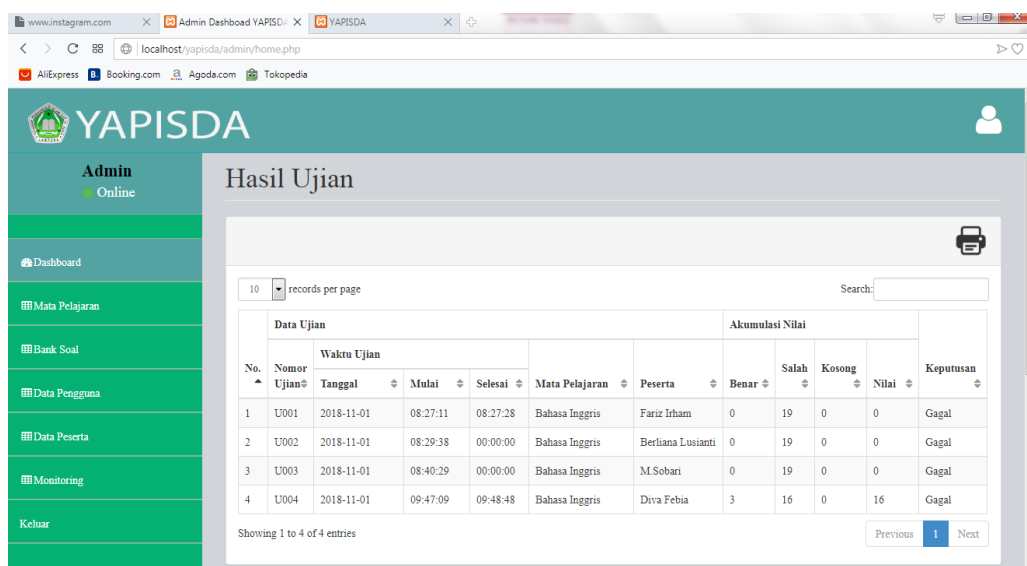 www.instagram.com Admin Dashboad YAPISD YAPISDA
localhost/yapisda/admin/home.php
AliExpress B. Booking.com a Agoda.com Tokopedia
YAPISDA
Admin
Online
Dashboard
Mata Pelajaran
Bank Soal
Data Pengguna
Data Peserta
Monitoring
Keluar
Hasil Ujian
10 records per page Search:
Data Ujian Akumulasi Nilai
Waktu Ujian
No. Nomor Ujian Tanggal Mulai Selesai Mata Pelajaran Peserta Benar Salah Kosong Nilai Keputusan
1 U001 2018-11-01 08:27:11 08:27:28 Bahasa Inggris Fariz Irham 0 19 0 0 Gagal
2 U002 2018-11-01 08:29:38 00:00:00 Bahasa Inggris Berliana Lusianti 0 19 0 0 Gagal
3 U003 2018-11-01 08:40:29 00:00:00 Bahasa Inggris M.Sobari 0 19 0 0 Gagal
4 U004 2018-11-01 09:47:09 09:48:48 Bahasa Inggris Diva Febia 3 16 0 16 Gagal
Showing 1 to 4 of 4 entries Previous 1 Next